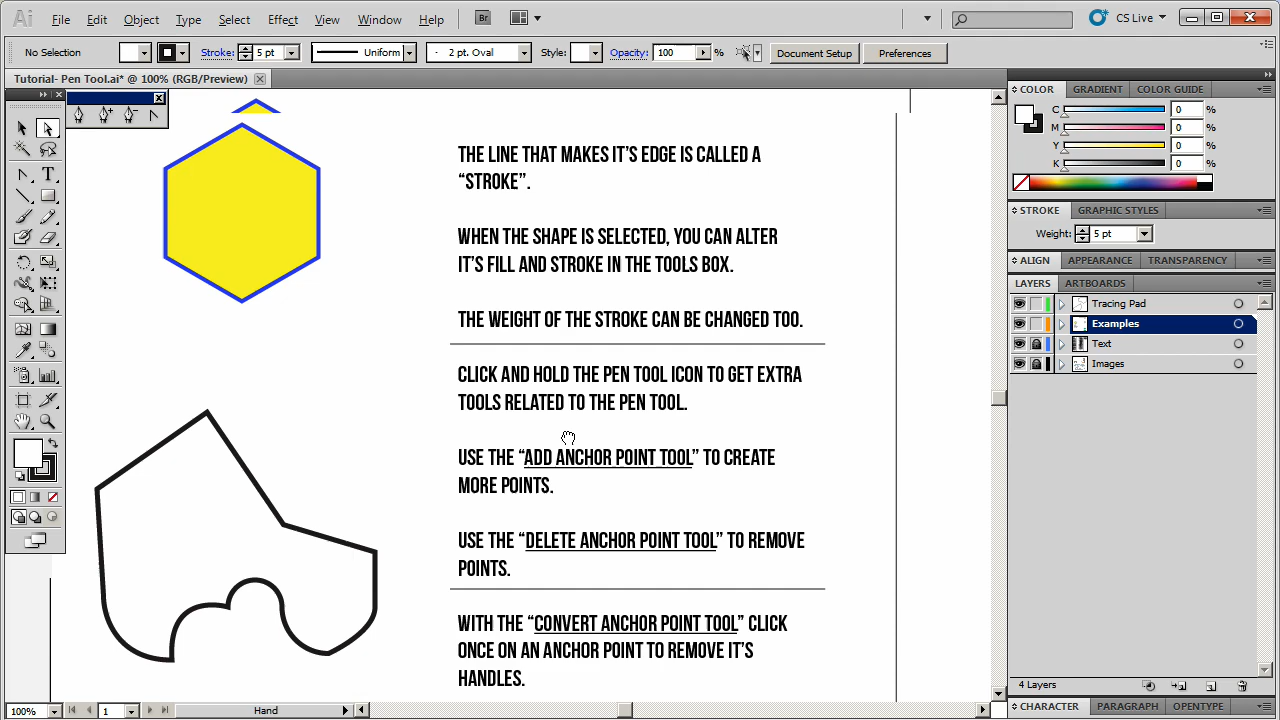 Ai File Edit Object Type Select Effect View Window Help Br CS Live
No Selection Stroke: 5 pt Uniform 2 pt. Oval Style: Opacity: 100 % Document Setup Preferences
Tutorial- Pen Tool.ai* @ 100% (RGB/Preview)
THE LINE THAT MAKES IT'S EDGE IS CALLED A
“STROKE”.
WHEN THE SHAPE IS SELECTED, YOU CAN ALTER
IT'S FILL AND STROKE IN THE TOOLS BOX.
THE WEIGHT OF THE STROKE CAN BE CHANGED TOO.
CLICK AND HOLD THE PEN TOOL ICON TO GET EXTRA
TOOLS RELATED TO THE PEN TOOL.
USE THE “ADD ANCHOR POINT TOOL” TO CREATE
MORE POINTS.
USE THE “DELETE ANCHOR POINT TOOL” TO REMOVE
POINTS.
WITH THE “CONVERT ANCHOR POINT TOOL” CLICK
ONCE ON AN ANCHOR POINT TO REMOVE IT'S
HANDLES.
COLOR GRADIENT COLOR GUIDE
C 0 %
M 0 %
Y 0 %
K 0 %
STROKE GRAPHIC STYLES
Weight: 5 pt
ALIGN APPEARANCE TRANSPARENCY
LAYERS ARTBOARDS
Tracing Pad
Examples
Text
Images
4 Layers
CHARACTER PARAGRAPH OPENTYPE
100% 1 Hand